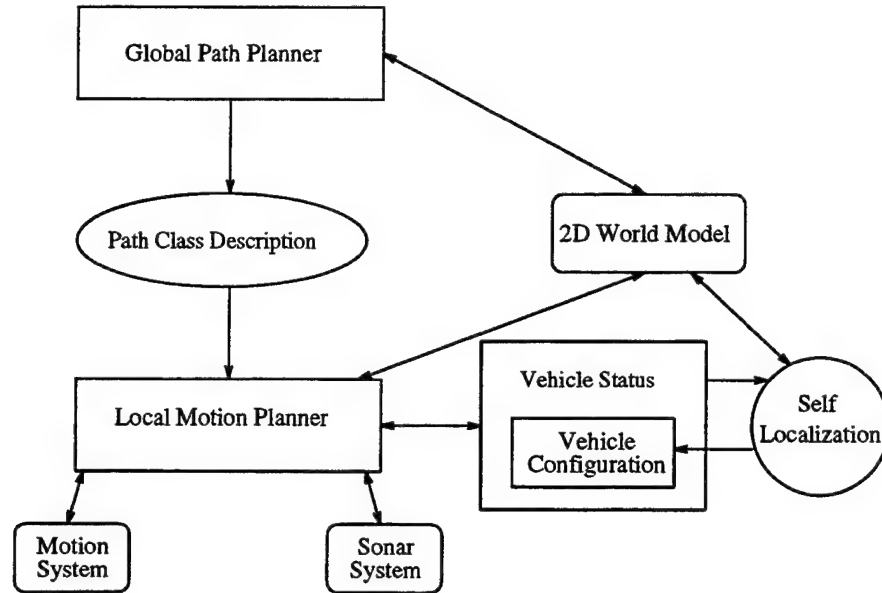 Global Path Planner
Path Class Description
2D World Model
Local Motion Planner
Vehicle Status
Vehicle
Configuration
Self
Localization
Motion
System
Sonar
System